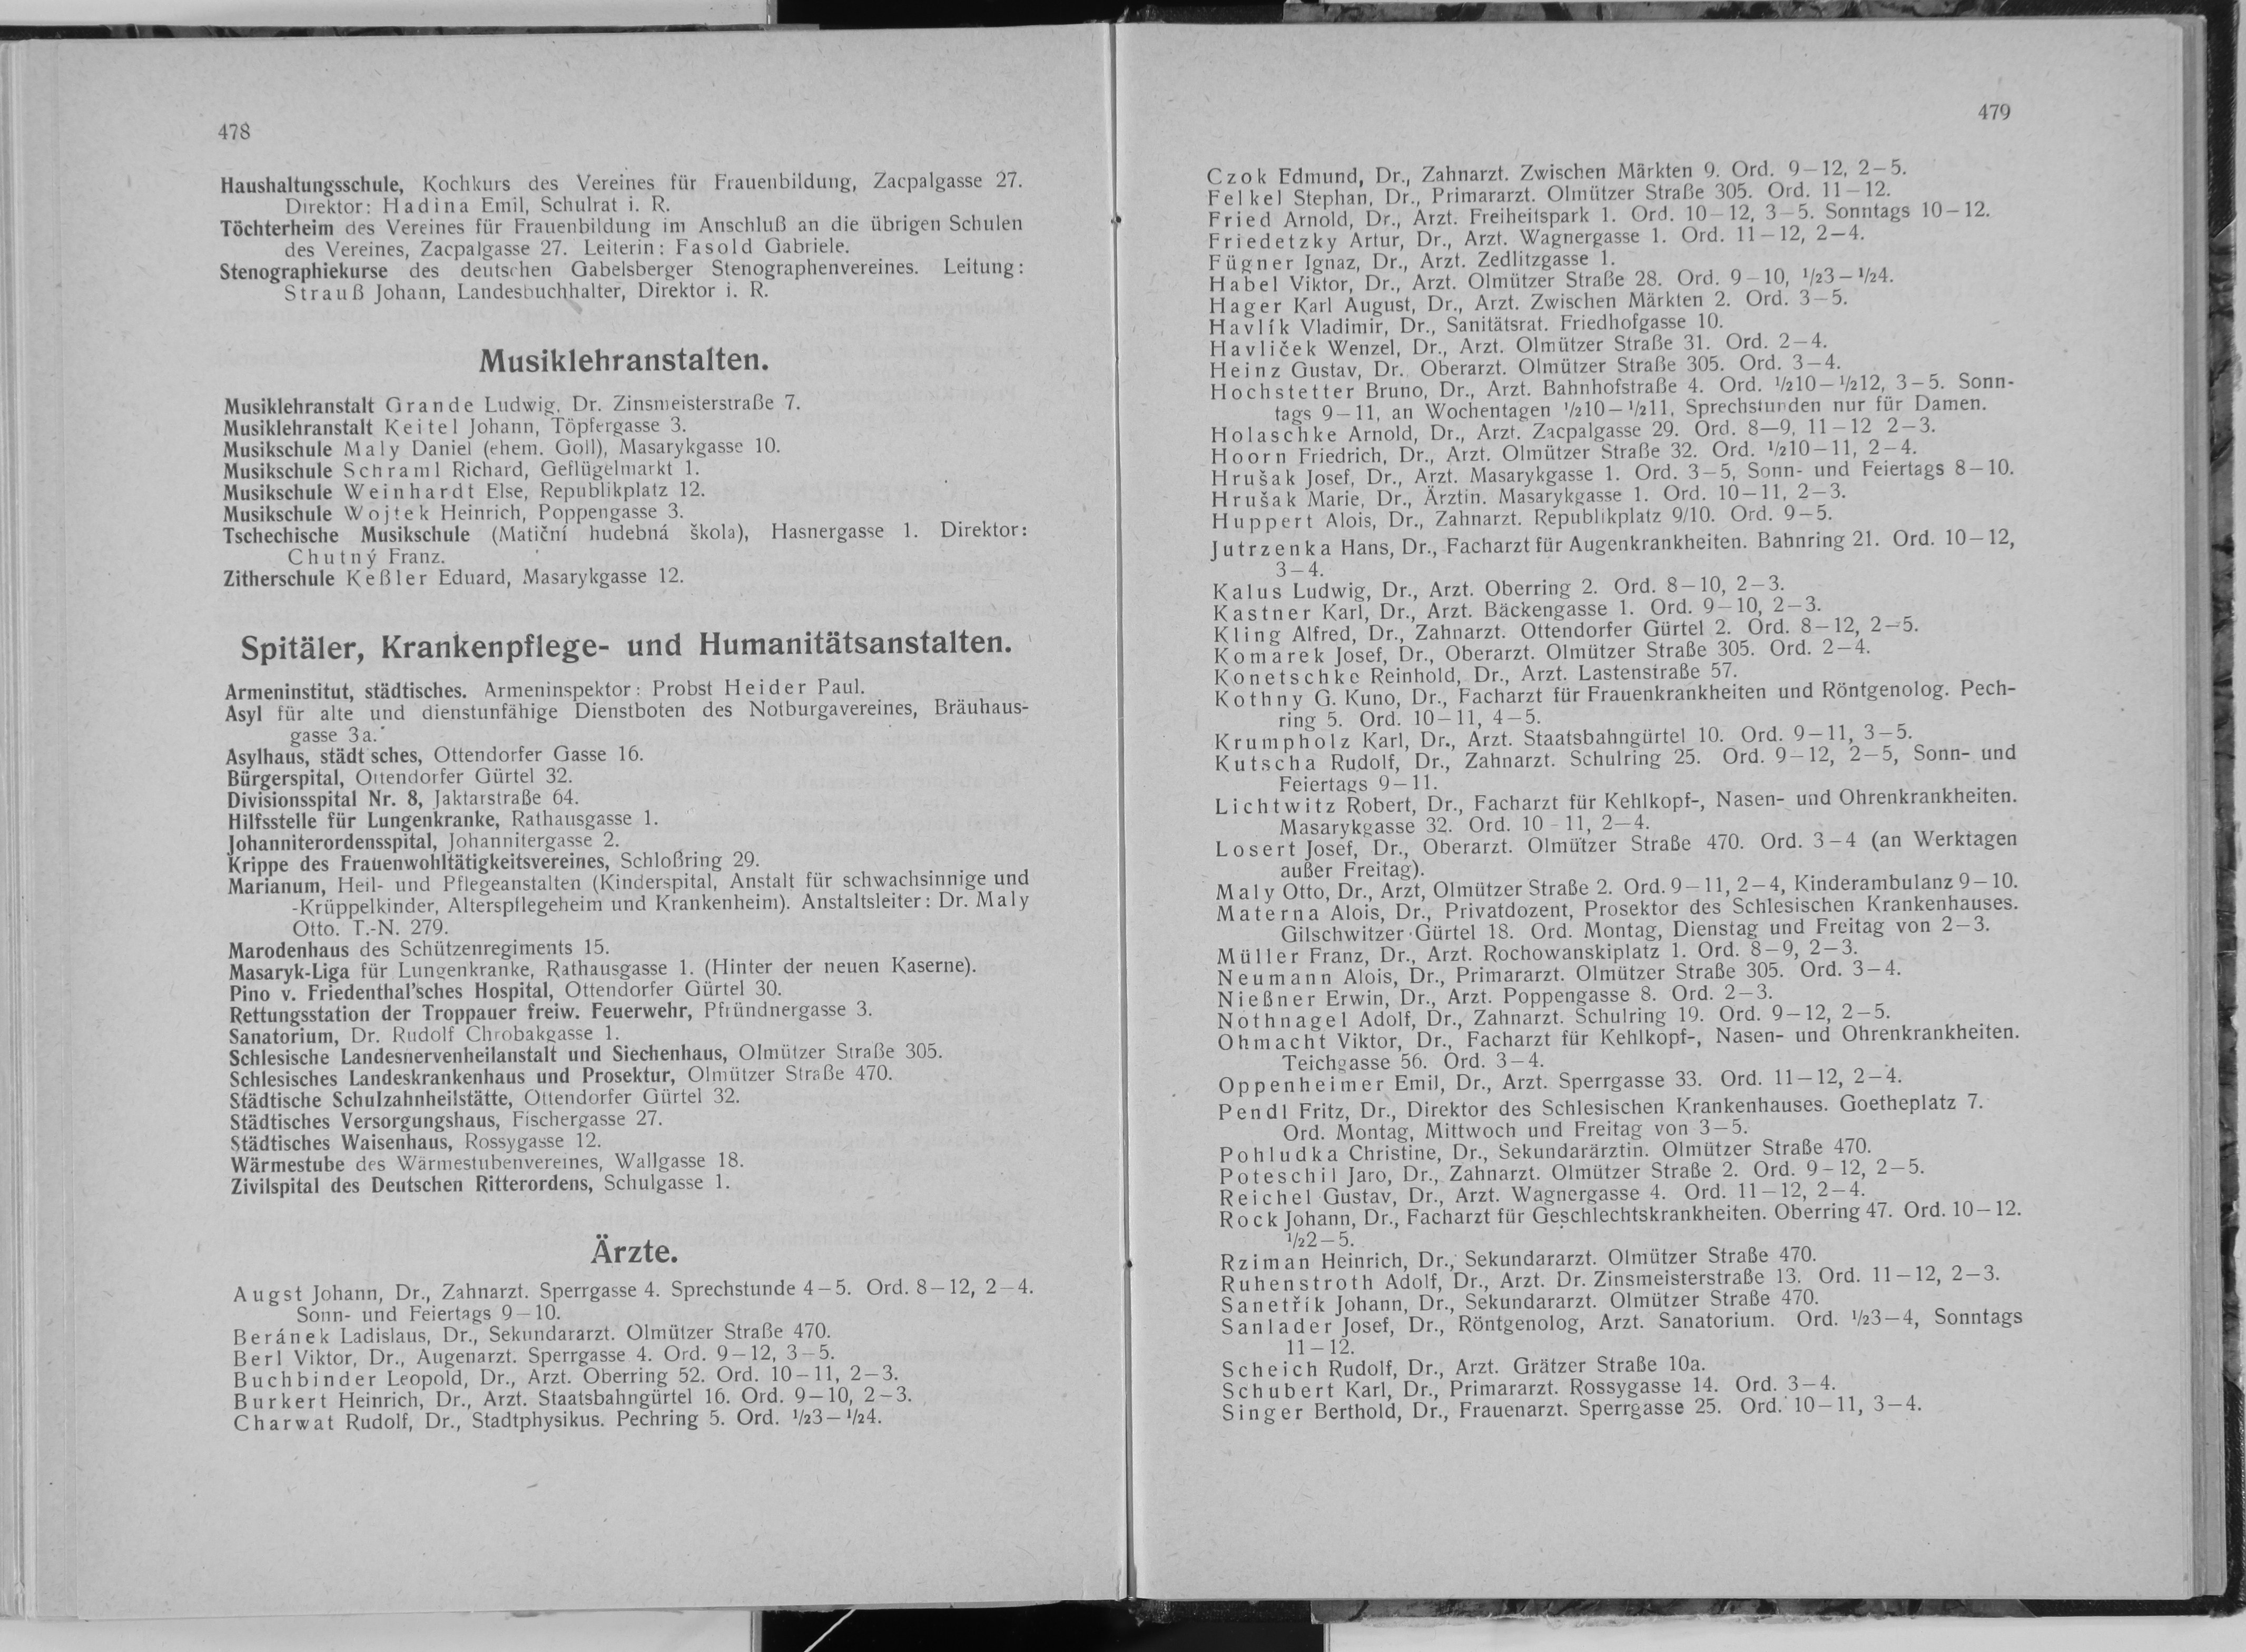 478
Haushaltungsschule, Kochkurs des Vereines für Frauenbildung, Zacpalgasse 27.
Direktor: Hadina Emil, Schulrat i. R.
Töchterheim des Vereines für Frauenbildung im Anschluß an die übrigen Schulen
des Vereines, Zacpalgasse 27. Leiterin: Fasold Gabriele.
Stenographiekurse des deutschen Gabelsberger Stenographenvereines. Leitung:
Strauß Johann, Landesbuchhalter, Direktor i. R.
Musiklehranstalten.
Musiklehranstalt Grande Ludwig. Dr. Zinsmeisterstraße 7.
Musiklehranstalt Keitel Johann, Töpfergasse 3.
Musikschule Maly Daniel (ehem. Goll), Masarykgasse 10.
Musikschule Schraml Richard, Geflügelmarkt 1.
Musikschule Weinhardt Else, Republikplatz 12.
Musikschule Wojtek Heinrich, Poppengasse 3.
Tschechische Musikschule (Matiční hudebná škola), Hasnergasse 1. Direktor:
Chutný Franz.
Zitherschule Keßler Eduard, Masarykgasse 12.
Spitäler, Krankenpflege- und Humanitätsanstalten.
Armeninstitut, städtisches. Armeninspektor: Probst Heider Paul.
Asyl für alte und dienstunfähige Dienstboten des Notburgavereines, Bräuhaus-
gasse 3a.
Asylhaus, städt sches, Ottendorfer Gasse 16.
Bürgerspital, Ottendorfer Gürtel 32.
Divisionsspital Nr. 8, Jaktarstraße 64.
Hilfsstelle für Lungenkranke, Rathausgasse 1.
Johanniterordensspital, Johannitergasse 2.
Krippe des Frauenwohltätigkeitsvereines, Schloßring 29.
Marianum, Heil- und Pflegeanstalten (Kinderspital, Anstalt für schwachsinnige und
-Krüppelkinder, Alterspflegeheim und Krankenheim). Anstaltsleiter: Dr. Maly
Otto. T.-N. 279.
Marodenhaus des Schützenregiments 15.
Masaryk-Liga für Lungenkranke, Rathausgasse 1. (Hinter der neuen Kaserne).
Pino v. Friedenthal'sches Hospital, Ottendorfer Gürtel 30.
Rettungsstation der Troppauer freiw. Feuerwehr, Pfründnergasse 3.
Sanatorium, Dr. Rudolf Chrobakgasse 1.
Schlesische Landesnervenheilanstalt und Siechenhaus, Olmützer Straße 305.
Schlesisches Landeskrankenhaus und Prosektur, Olmützer Straße 470.
Städtische Schulzahnheilstätte, Ottendorfer Gürtel 32.
Städtisches Versorgungshaus, Fischergasse 27.
Städtisches Waisenhaus, Rossygasse 12.
Wärmestube des Wärmestubenvereines, Wallgasse 18.
Zivilspital des Deutschen Ritterordens, Schulgasse 1.
Ärzte.
Augst Johann, Dr., Zahnarzt. Sperrgasse 4. Sprechstunde 4–5. Ord. 8–12, 2–4.
Sonn- und Feiertags 9–10.
Beránek Ladislaus, Dr., Sekundararzt. Olmützer Straße 470.
Berl Viktor, Dr., Augenarzt. Sperrgasse 4. Ord. 9–12, 3–5.
Buchbinder Leopold, Dr., Arzt. Oberring 52. Ord. 10–11, 2–3.
Burkert Heinrich, Dr., Arzt. Staatsbahngürtel 16. Ord. 9–10, 2–3.
Charwat Rudolf, Dr., Stadtphysikus. Pechring 5. Ord. ½3–½4.
479
Czok Edmund, Dr., Zahnarzt. Zwischen Märkten 9. Ord. 9–12, 2–5.
Felkel Stephan, Dr., Primararzt. Olmützer Straße 305. Ord. 11–12.
Fried Arnold, Dr., Arzt. Freiheitspark 1. Ord. 10–12, 3–5. Sonntags 10–12.
Friedetzky Artur, Dr., Arzt. Wagnergasse 1. Ord. 11–12, 2–4.
Fügner Ignaz, Dr., Arzt. Zedlitzgasse 1.
Habel Viktor, Dr., Arzt. Olmützer Straße 28. Ord. 9–10, ½3–½4.
Hager Karl August, Dr., Arzt. Zwischen Märkten 2. Ord. 3–5.
Havlík Vladimir, Dr., Sanitätsrat. Friedhofgasse 10.
Havliček Wenzel, Dr., Arzt. Olmützer Straße 31. Ord. 2–4.
Heinz Gustav, Dr. Oberarzt. Olmützer Straße 305. Ord. 3–4.
Hochstetter Bruno, Dr., Arzt. Bahnhofstraße 4. Ord. ½10–½12, 3–5. Sonn-
tags 9–11, an Wochentagen ½10–½11, Sprechstunden nur für Damen.
Holaschke Arnold, Dr., Arzt. Zacpalgasse 29. Ord. 8–9, 11–12 2–3.
Hoorn Friedrich, Dr., Arzt. Olmützer Straße 32. Ord. ½10–11, 2–4.
Hrušak Josef, Dr., Arzt. Masarykgasse 1. Ord. 3–5, Sonn- und Feiertags 8–10.
Hrušak Marie, Dr., Ärztin. Masarykgasse 1. Ord. 10–11, 2–3.
Huppert Alois, Dr., Zahnarzt. Republikplatz 9/10. Ord. 9–5.
Jutrzenka Hans, Dr., Facharzt für Augenkrankheiten. Bahnring 21. Ord. 10–12,
3–4.
Kalus Ludwig, Dr., Arzt. Oberring 2. Ord. 8–10, 2–3.
Kastner Karl, Dr., Arzt. Bäckengasse 1. Ord. 9–10, 2–3.
Kling Alfred, Dr., Zahnarzt. Ottendorfer Gürtel 2. Ord. 8–12, 2–5.
Komarek Josef, Dr., Oberarzt. Olmützer Straße 305. Ord. 2–4.
Konetschke Reinhold, Dr., Arzt. Lastenstraße 57.
Kothny G. Kuno, Dr., Facharzt für Frauenkrankheiten und Röntgenolog. Pech-
ring 5. Ord. 10–11, 4–5.
Krumpholz Karl, Dr., Arzt. Staatsbahngürtel 10. Ord. 9–11, 3–5.
Kutscha Rudolf, Dr., Zahnarzt. Schulring 25. Ord. 9–12, 2–5, Sonn- und
Feiertags 9–11.
Lichtwitz Robert, Dr., Facharzt für Kehlkopf-, Nasen- und Ohrenkrankheiten.
Masarykgasse 32. Ord. 10–11, 2–4.
Losert Josef, Dr., Oberarzt. Olmützer Straße 470. Ord. 3–4 (an Werktagen
außer Freitag).
Maly Otto, Dr., Arzt, Olmützer Straße 2. Ord. 9–11, 2–4, Kinderambulanz 9–10.
Materna Alois, Dr., Privatdozent, Prosektor des Schlesischen Krankenhauses.
Gilschwitzer Gürtel 18. Ord. Montag, Dienstag und Freitag von 2–3.
Müller Franz, Dr., Arzt. Rochowanskiplatz 1. Ord. 8–9, 2–3.
Neumann Alois, Dr., Primararzt. Olmützer Straße 305. Ord. 3–4.
Nießner Erwin, Dr., Arzt. Poppengasse 8. Ord. 2–3.
Nothnagel Adolf, Dr., Zahnarzt. Schulring 19. Ord. 9–12, 2–5.
Ohmacht Viktor, Dr., Facharzt für Kehlkopf-, Nasen- und Ohrenkrankheiten.
Teichgasse 56. Ord. 3–4.
Oppenheimer Emil, Dr., Arzt. Sperrgasse 33. Ord. 11–12, 2–4.
Pendl Fritz, Dr., Direktor des Schlesischen Krankenhauses. Goetheplatz 7.
Ord. Montag, Mittwoch und Freitag von 3–5.
Pohludka Christine, Dr., Sekundarärztin. Olmützer Straße 470.
Poteschil Jaro, Dr., Zahnarzt. Olmützer Straße 2. Ord. 9–12, 2–5.
Reichel Gustav, Dr., Arzt. Wagnergasse 4. Ord. 11–12, 2–4.
Rock Johann, Dr., Facharzt für Geschlechtskrankheiten. Oberring 47. Ord. 10–12.
½2–5.
Rziman Heinrich, Dr., Sekundararzt. Olmützer Straße 470.
Ruhenstroth Adolf, Dr., Arzt. Dr. Zinsmeisterstraße 13. Ord. 11–12, 2–3.
Sanetřík Johann, Dr., Sekundararzt. Olmützer Straße 470.
Sanlader Josef, Dr., Röntgenolog, Arzt. Sanatorium. Ord. ½3–4, Sonntags
11–12.
Scheich Rudolf, Dr., Arzt. Grätzer Straße 10a.
Schubert Karl, Dr., Primararzt. Rossygasse 14. Ord. 3–4.
Singer Berthold, Dr., Frauenarzt. Sperrgasse 25. Ord. 10–11, 3–4.